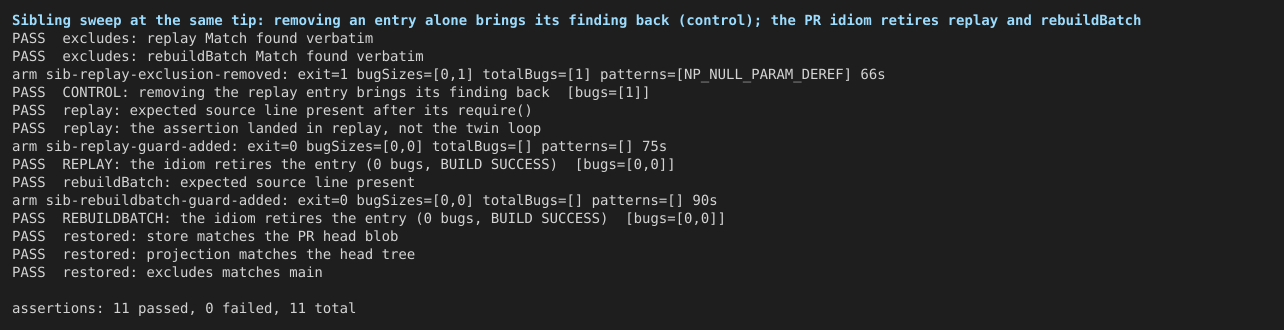 Sibling sweep at the same tip: removing an entry alone brings its finding back (control); the PR idiom retires replay and rebuildBatch
PASS  excludes: replay Match found verbatim
PASS  excludes: rebuildBatch Match found verbatim
arm sib-replay-exclusion-removed: exit=1 bugSizes=[0,1] totalBugs=[1] patterns=[NP_NULL_PARAM_DEREF] 66s
PASS  CONTROL: removing the replay entry brings its finding back  [bugs=[1]]
PASS  replay: expected source line present after its require()
PASS  replay: the assertion landed in replay, not the twin loop
arm sib-replay-guard-added: exit=0 bugSizes=[0,0] totalBugs=[] patterns=[] 75s
PASS  REPLAY: the idiom retires the entry (0 bugs, BUILD SUCCESS)  [bugs=[0,0]]
PASS  rebuildBatch: expected source line present
arm sib-rebuildbatch-guard-added: exit=0 bugSizes=[0,0] totalBugs=[] patterns=[] 90s
PASS  REBUILDBATCH: the idiom retires the entry (0 bugs, BUILD SUCCESS)  [bugs=[0,0]]
PASS  restored: store matches the PR head blob
PASS  restored: projection matches the head tree
PASS  restored: excludes matches main
assertions: 11 passed, 0 failed, 11 total